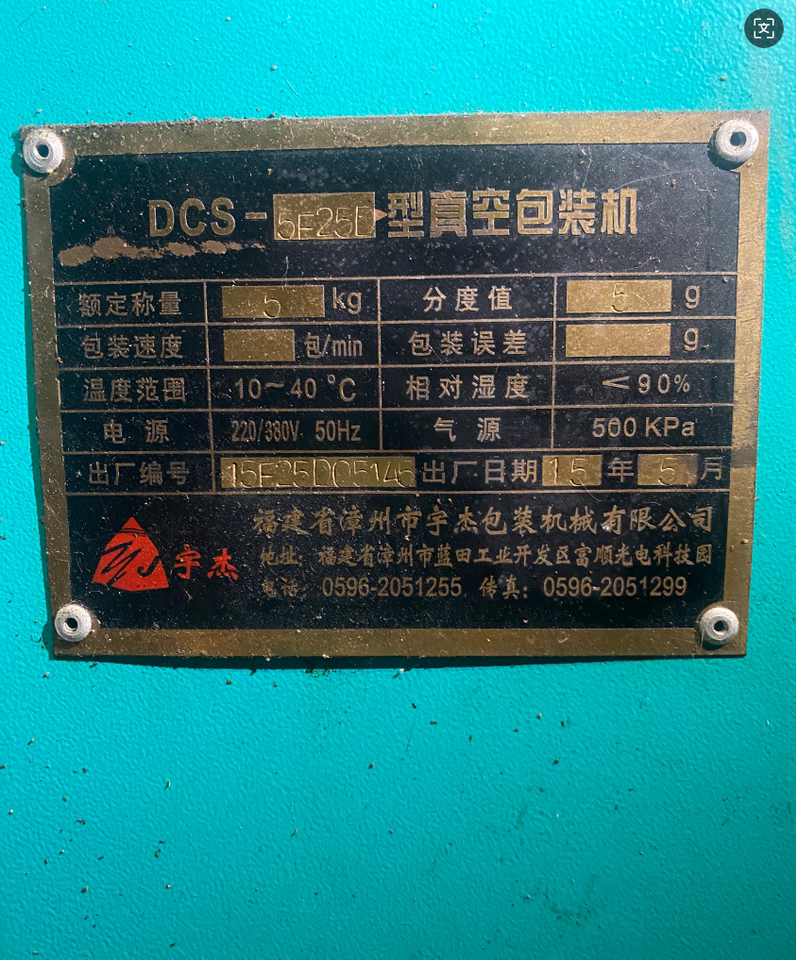 DCS-5F25D型真空包装机
额定称量 5 kg 分度值 5 g
包装速度 包/min 包装误差 g
温度范围 10~40℃ 相对湿度 <90%
电源 220/380V 50Hz 气源 500KPa
出厂编号 15F25D05145 出厂日期 15年5月
福建省漳州市宇杰包装机械有限公司
宇杰
地址:福建省漳州市蓝田工业开发区富顺光电科技园
电话:0596-2051255 传真:0596-2051299